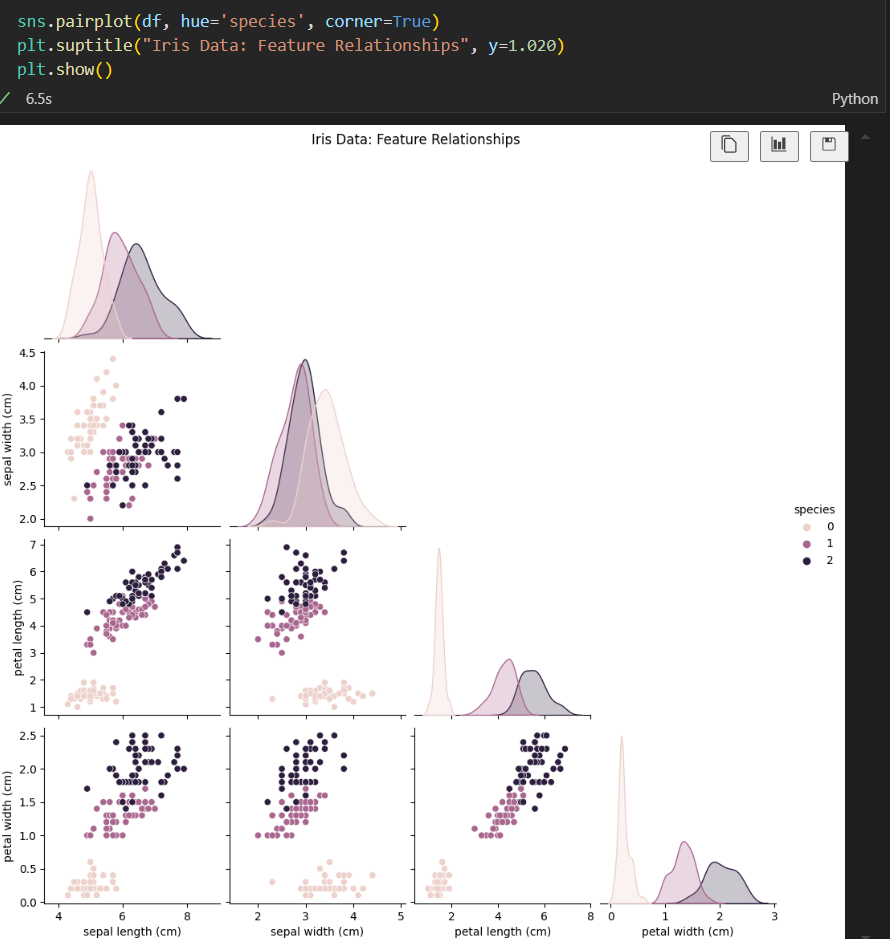 sns.pairplot(df, hue='species', corner=True)
plt.suptitle("Iris Data: Feature Relationships", y=1.020)
plt.show()
6.5s
Python
Iris Data: Feature Relationships
4.5
4.0
3.5
3.0
2.5
2.0
sepal width (cm)
species
0
1
2
7
6
5
4
3
2
1
petal length (cm)
2.5
2.0
1.5
1.0
0.5
0.0
petal width (cm)
4 6 8
sepal length (cm)
2 3 4 5
sepal width (cm)
2 4 6 8
petal length (cm)
0 1 2 3
petal width (cm)